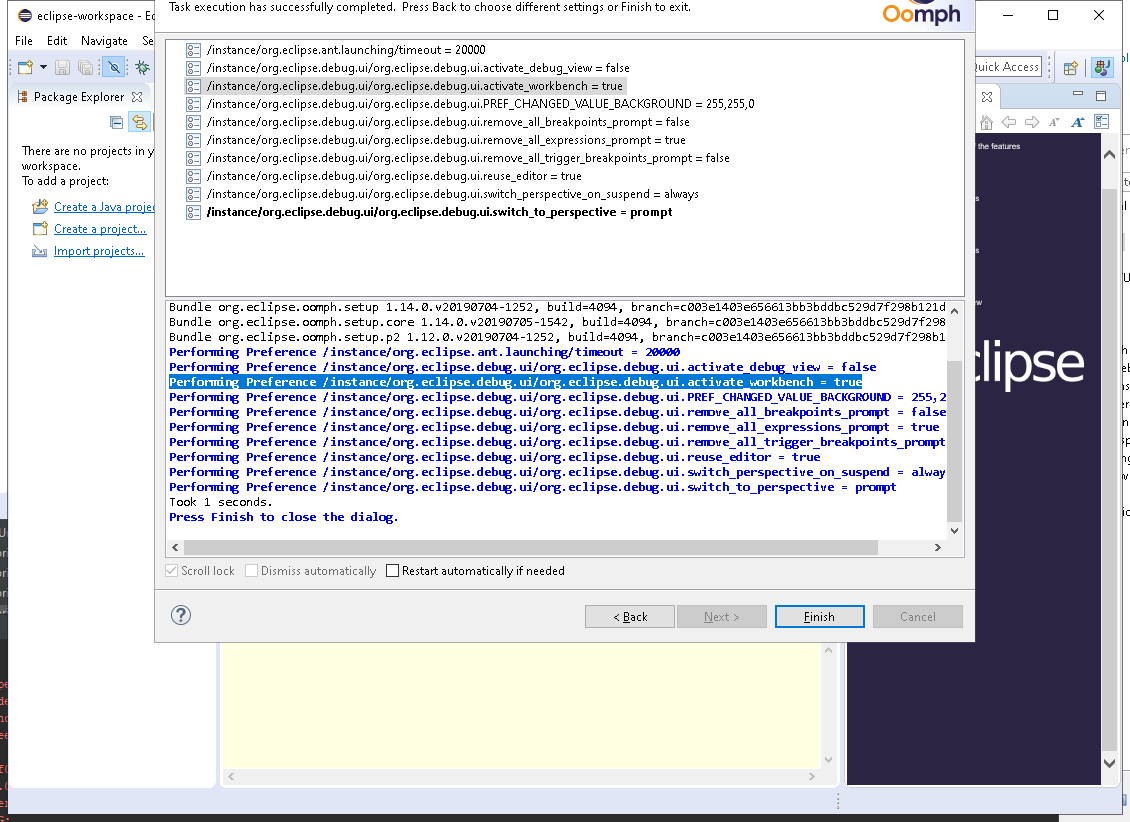 eclipse-workspace - Ec
Task execution has successfully completed. Press Back to choose different settings or Finish to exit.
Oomph
File Edit Navigate Se
Quick Access
Package Explorer
/instance/org.eclipse.ant.launching/timeout = 20000
/instance/org.eclipse.debug.ui/org.eclipse.debug.ui.activate_debug_view = false
/instance/org.eclipse.debug.ui/org.eclipse.debug.ui.activate_workbench = true
/instance/org.eclipse.debug.ui/org.eclipse.debug.ui.PREF_CHANGED_VALUE_BACKGROUND = 255,255,0
/instance/org.eclipse.debug.ui/org.eclipse.debug.ui.remove_all_breakpoints_prompt = false
/instance/org.eclipse.debug.ui/org.eclipse.debug.ui.remove_all_expressions_prompt = true
/instance/org.eclipse.debug.ui/org.eclipse.debug.ui.remove_all_trigger_breakpoints_prompt = false
/instance/org.eclipse.debug.ui/org.eclipse.debug.ui.reuse_editor = true
/instance/org.eclipse.debug.ui/org.eclipse.debug.ui.switch_perspective_on_suspend = always
/instance/org.eclipse.debug.ui/org.eclipse.debug.ui.switch_to_perspective = prompt
There are no projects in y
workspace.
To add a project:
Create a Java projec
Create a project...
Import projects...
the features
clipse
Bundle org.eclipse.oomph.setup 1.14.0.v20190704-1252, build=4094, branch=c003e1403e656613bb3bddbc529d7f298b121d
Bundle org.eclipse.oomph.setup.core 1.14.0.v20190705-1542, build=4094, branch=c003e1403e656613bb3bddbc529d7f298
Bundle org.eclipse.oomph.setup.p2 1.12.0.v20190704-1252, build=4094, branch=c003e1403e656613bb3bddbc529d7f298b1
Performing Preference /instance/org.eclipse.ant.launching/timeout = 20000
Performing Preference /instance/org.eclipse.debug.ui/org.eclipse.debug.ui.activate_debug_view = false
Performing Preference /instance/org.eclipse.debug.ui/org.eclipse.debug.ui.activate_workbench = true
Performing Preference /instance/org.eclipse.debug.ui/org.eclipse.debug.ui.PREF_CHANGED_VALUE_BACKGROUND = 255,2
Performing Preference /instance/org.eclipse.debug.ui/org.eclipse.debug.ui.remove_all_breakpoints_prompt = false
Performing Preference /instance/org.eclipse.debug.ui/org.eclipse.debug.ui.remove_all_expressions_prompt = true
Performing Preference /instance/org.eclipse.debug.ui/org.eclipse.debug.ui.remove_all_trigger_breakpoints_prompt
Performing Preference /instance/org.eclipse.debug.ui/org.eclipse.debug.ui.reuse_editor = true
Performing Preference /instance/org.eclipse.debug.ui/org.eclipse.debug.ui.switch_perspective_on_suspend = alway
Performing Preference /instance/org.eclipse.debug.ui/org.eclipse.debug.ui.switch_to_perspective = prompt
Took 1 seconds.
Press Finish to close the dialog.
Scroll lock Dismiss automatically Restart automatically if needed
? < Back Next > Finish Cancel